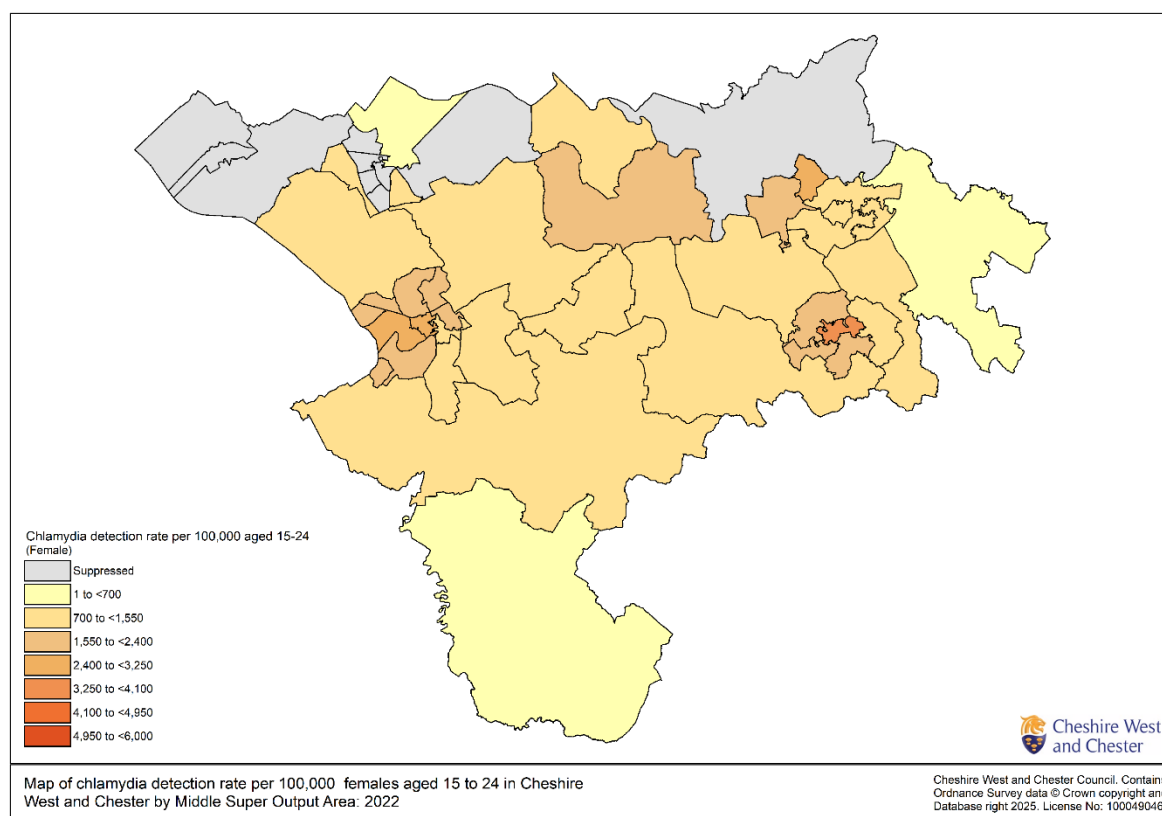 Chlamydia detection rate per 100,000 aged 15-24
(Female)
Suppressed
1 to <700
700 to <1,550
1,550 to <2,400
2,400 to <3,250
3,250 to <4,100
4,100 to <4,950
4,950 to <6,000
Cheshire West
and Chester
Map of chlamydia detection rate per 100,000 females aged 15 to 24 in Cheshire
West and Chester by Middle Super Output Area: 2022
Cheshire West and Chester Council. Contains
Ordnance Survey data © Crown copyright and
Database right 2025. License No: 100049046